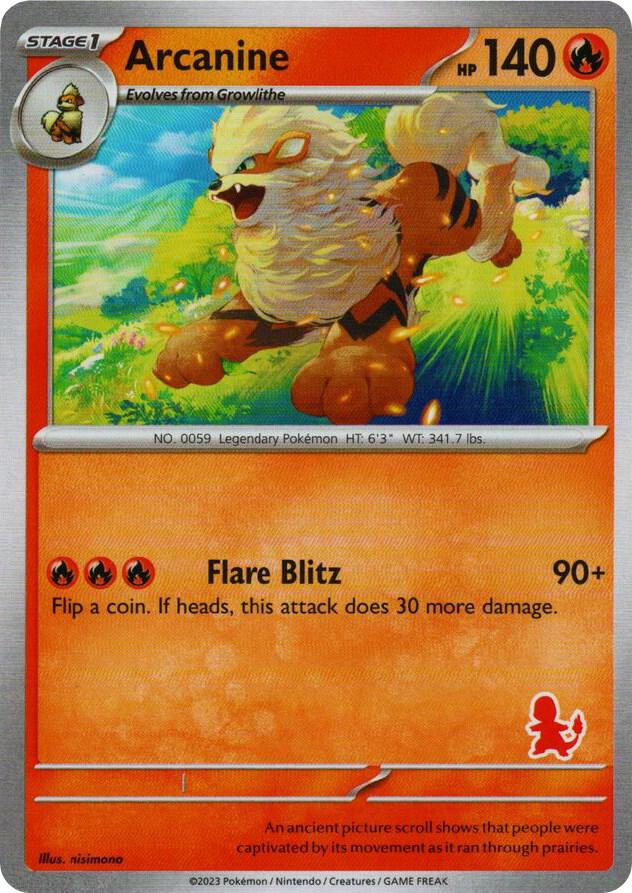 STAGE 1
Arcanine
HP 140
Evolves from Growlithe
NO. 0059 Legendary Pokémon HT: 6'3" WT: 341.7 lbs.
Flare Blitz 90+
Flip a coin. If heads, this attack does 30 more damage.
An ancient picture scroll shows that people were
captivated by its movement as it ran through prairies.
Illus. nisimono
©2023 Pokémon / Nintendo / Creatures / GAME FREAK